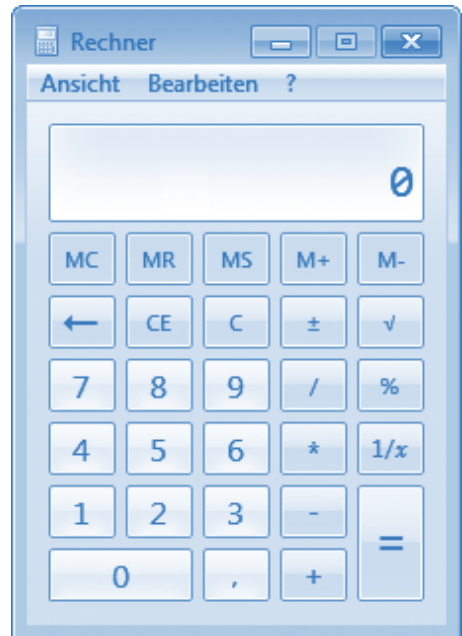 Rechner
Ansicht Bearbeiten ?
0
MC MR MS M+ M-
← CE C ± √
7 8 9 / %
4 5 6 * 1/x
1 2 3 -
=
0 , +